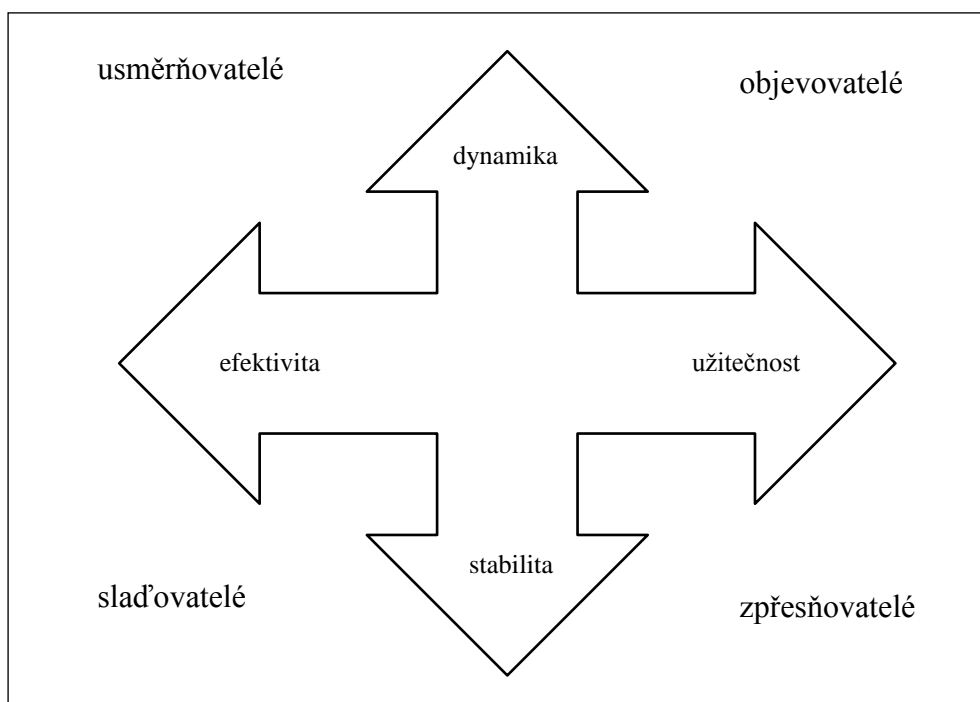 usměrňovatelé
objevovatelé
dynamika
efektivita
užitečnost
stabilita
slaďovatelé
zpřesňovatelé